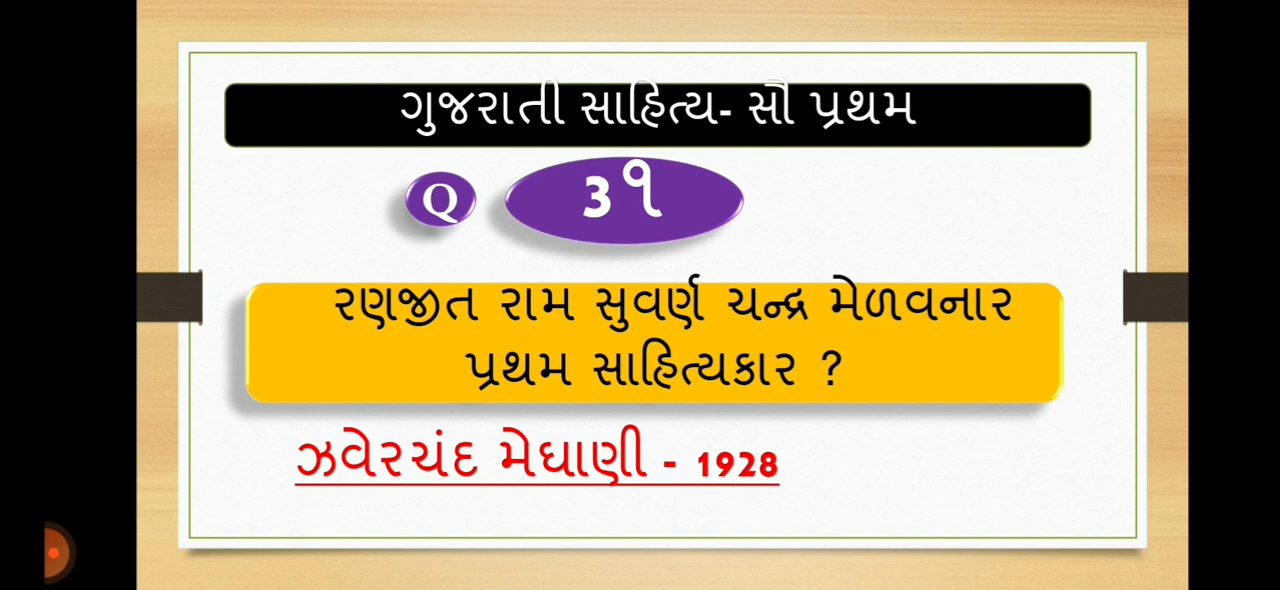 ગુજરાતી સાહિત્ય- સૌ પ્રથમ
Q ૩૧
રણજીત રામ સુવર્ણ ચન્દ્ર મેળવનાર
પ્રથમ સાહિત્યકાર ?
ઝવેરચંદ મેઘાણી - 1928